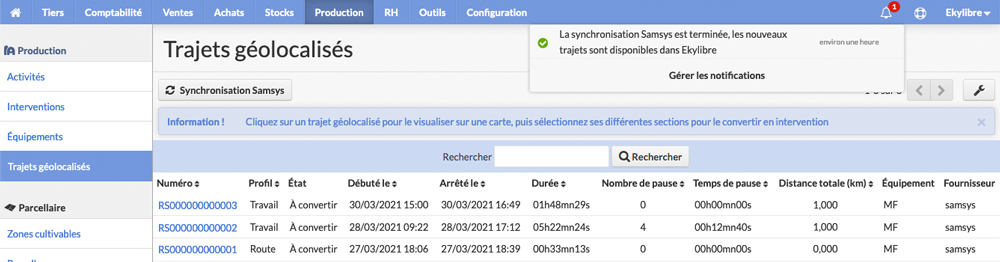 Tiers Comptabilité Ventes Achats Stocks Production RH Outils Configuration 1 Ekylibre
La synchronisation Samsys est terminée, les nouveaux trajets sont disponibles dans Ekylibre
environ une heure
Gérer les notifications
Production
Activités
Interventions
Équipements
Trajets géolocalisés
Parcellaire
Zones cultivables
Trajets géolocalisés
Synchronisation Samsys
Information ! Cliquez sur un trajet géolocalisé pour le visualiser sur une carte, puis sélectionnez ses différentes sections pour le convertir en intervention ×
Rechercher Rechercher
Numéro Profil État Débuté le Arrêté le Durée Nombre de pause Temps de pause Distance totale (km) Équipement Fournisseur
RS000000000003 Travail À convertir 30/03/2021 15:00 30/03/2021 16:49 01h48mn29s 0 00h00mn00s 1,000 MF samsys
RS000000000002 Travail À convertir 28/03/2021 09:22 28/03/2021 17:12 05h22mn24s 4 00h12mn40s 1,000 MF samsys
RS000000000001 Route À convertir 27/03/2021 18:06 27/03/2021 18:39 00h33mn13s 0 00h00mn00s 0,000 MF samsys